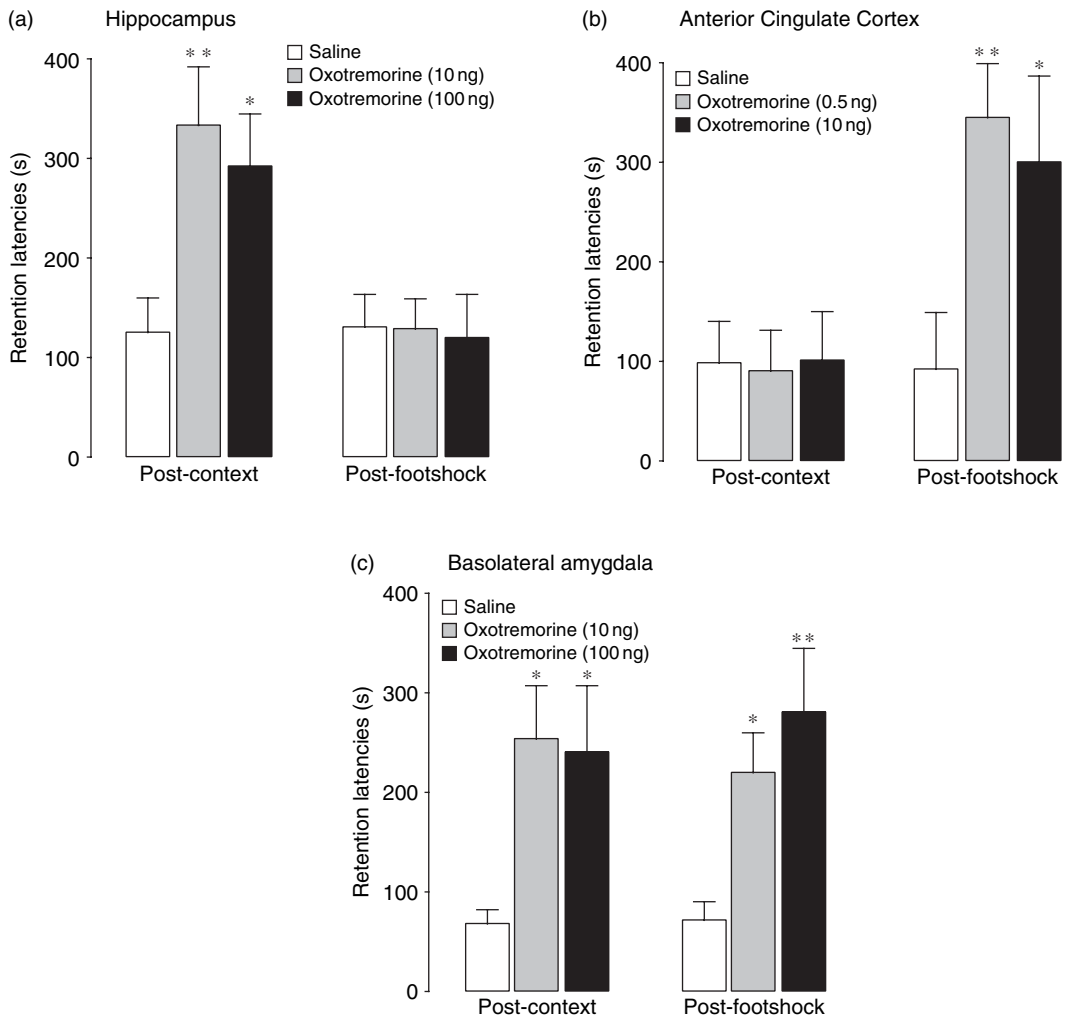 (a) Hippocampus
Saline
Oxotremorine (10 ng)
Oxotremorine (100 ng)
Retention latencies (s)
400
300
200
100
0
* *
*
Post-context
Post-footshock
(b) Anterior Cingulate Cortex
Saline
Oxotremorine (0.5 ng)
Oxotremorine (10 ng)
Retention latencies (s)
400
300
200
100
0
* *
*
Post-context
Post-footshock
(c) Basolateral amygdala
Saline
Oxotremorine (10 ng)
Oxotremorine (100 ng)
Retention latencies (s)
400
300
200
100
0
*
*
*
**
Post-context
Post-footshock